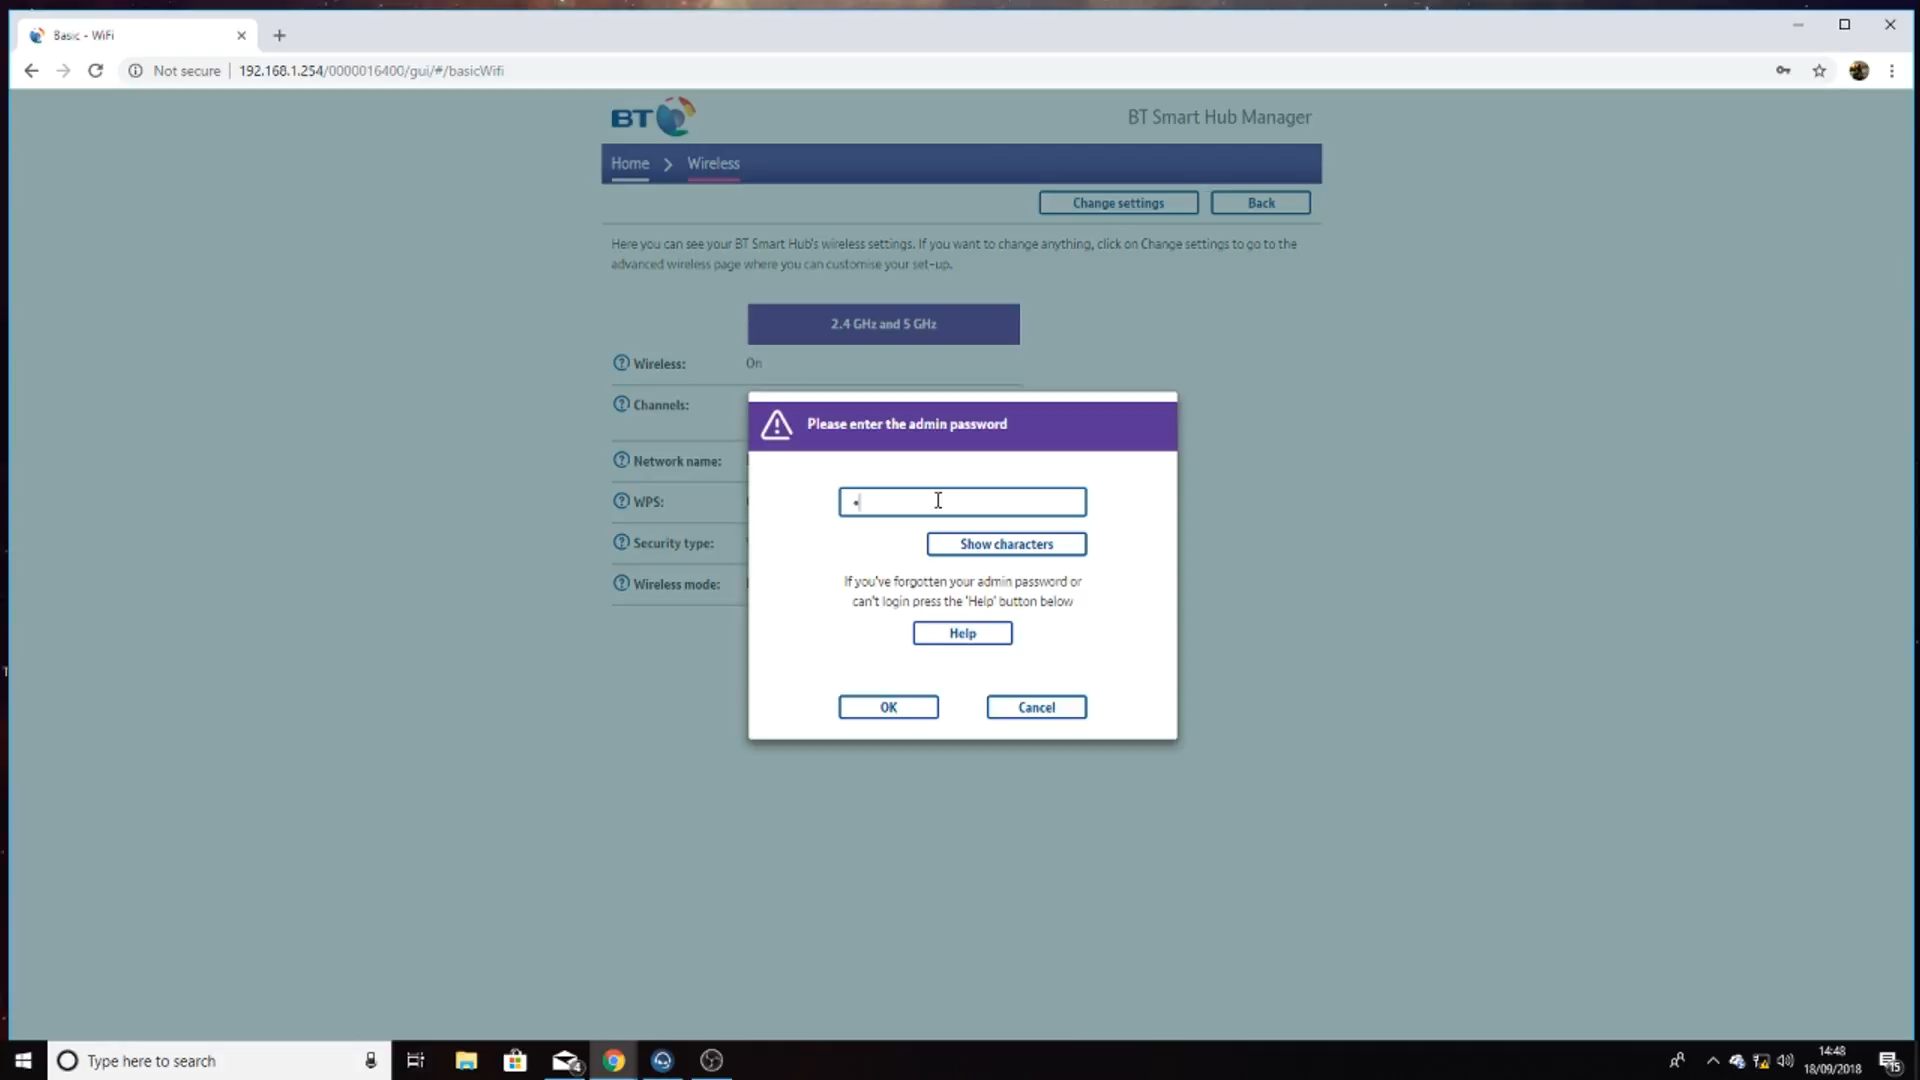 Basic - WiFi
Not secure
192.168.1.254/0000016400/gui/#/basicWifi
BT
BT Smart Hub Manager
Home > Wireless
Change settings
Back
Here you can see your BT Smart Hub's wireless settings. If you want to change anything, click on Change settings to go to the
advanced wireless page where you can customise your set-up.
2.4 GHz and 5 GHz
? Wireless: On
? Channels:
? Network name:
? WPS:
? Security type:
? Wireless mode:
Please enter the admin password
Show characters
If you've forgotten your admin password or
can't login press the 'Help' button below
Help
OK
Cancel
Type here to search
4
14:48
18/09/2018
15